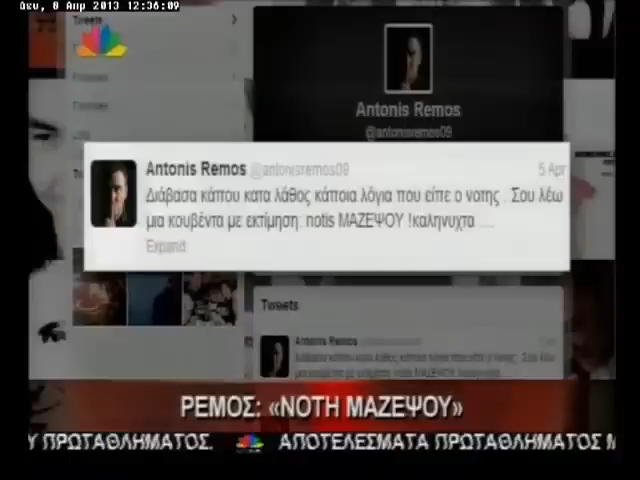 Δευ, 8 Απρ 2013 12:36:09
Tweets
Antonis Remos
@antonisremos09
Antonis Remos @antonisremos09 5 Apr
Διάβασα κάπου κατα λάθος κάποια λόγια που είπε ο νοτης . Σου λέω
μια κουβέντα με εκτίμηση: notis ΜΑΖΕΨΟΥ !καληνυχτα ....
Expand
Tweets
Antonis Remos
ΡΕΜΟΣ: «ΝΟΤΗ ΜΑΖΕΨΟΥ»
Υ ΠΡΩΤΑΘΛΗΜΑΤΟΣ. ΑΠΟΤΕΛΕΣΜΑΤΑ ΠΡΩΤΑΘΛΗΜΑΤΟΣ